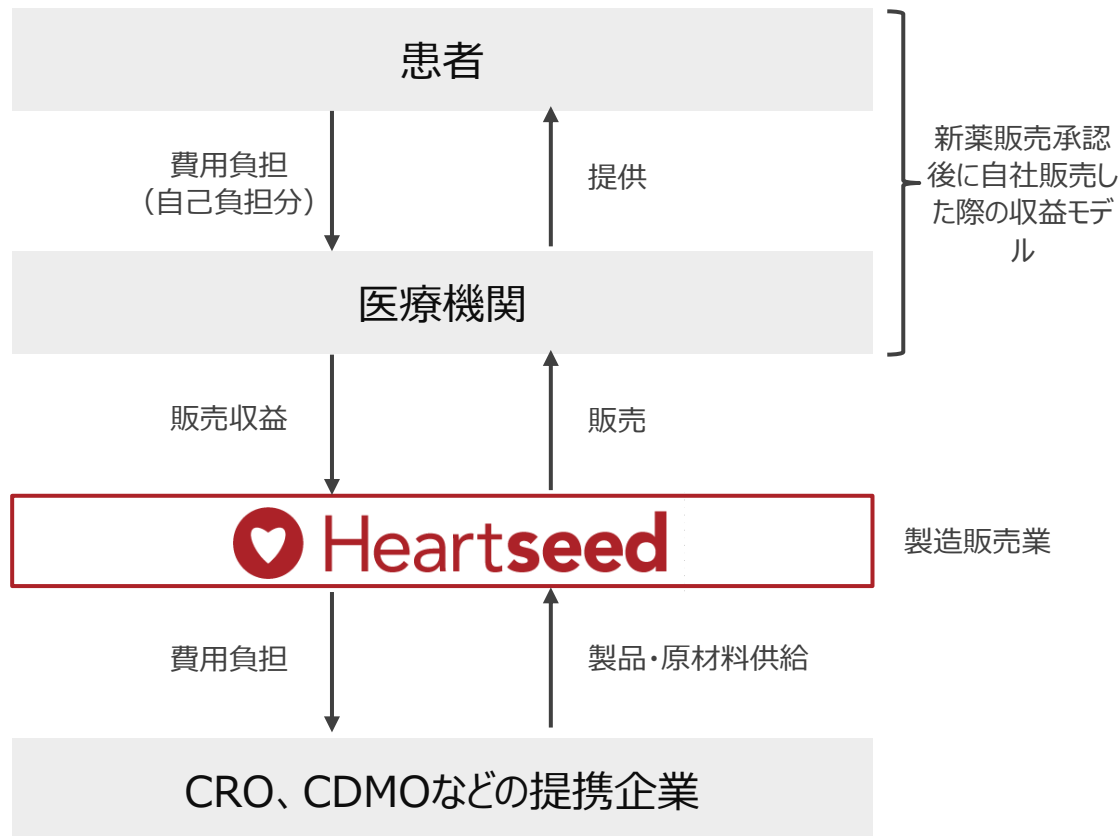 患者
費用負担
（自己負担分）
提供
新薬販売承認
後に自社販売し
た際の収益モデ
ル
医療機関
販売収益
販売
Heartseed
製造販売業
費用負担
製品・原材料供給
CRO、CDMOなどの提携企業